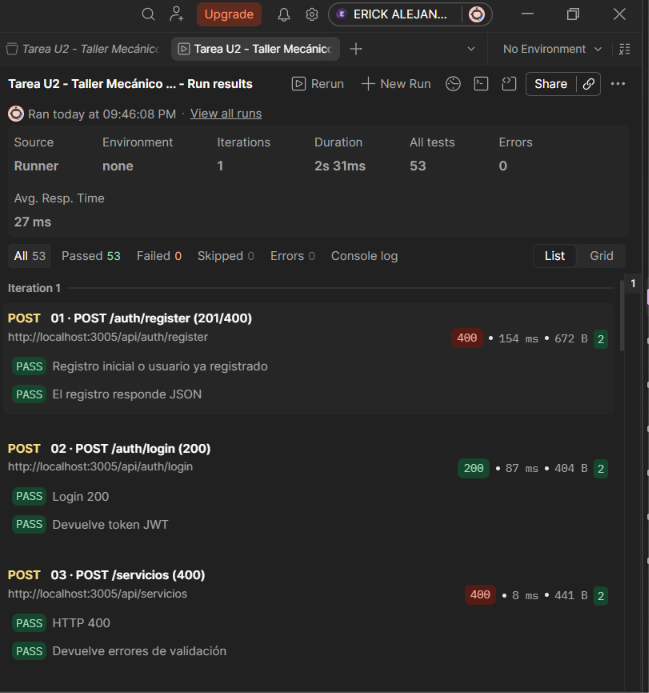 Upgrade
ERICK ALEJAN...
Tarea U2 - Taller Mecánico
Tarea U2 - Taller Mecánico
No Environment
Tarea U2 - Taller Mecánico ... - Run results
Rerun
New Run
Share
Ran today at 09:46:08 PM · View all runs
Source Environment Iterations Duration All tests Errors
Runner none 1 2s 31ms 53 0
Avg. Resp. Time
27 ms
All 53 Passed 53 Failed 0 Skipped 0 Errors 0 Console log List Grid
Iteration 1
1
POST 01 · POST /auth/register (201/400)
http://localhost:3005/api/auth/register 400 • 154 ms • 672 B 2
PASS Registro inicial o usuario ya registrado
PASS El registro responde JSON
POST 02 · POST /auth/login (200)
http://localhost:3005/api/auth/login 200 • 87 ms • 404 B 2
PASS Login 200
PASS Devuelve token JWT
POST 03 · POST /servicios (400)
http://localhost:3005/api/servicios 400 • 8 ms • 441 B 2
PASS HTTP 400
PASS Devuelve errores de validación